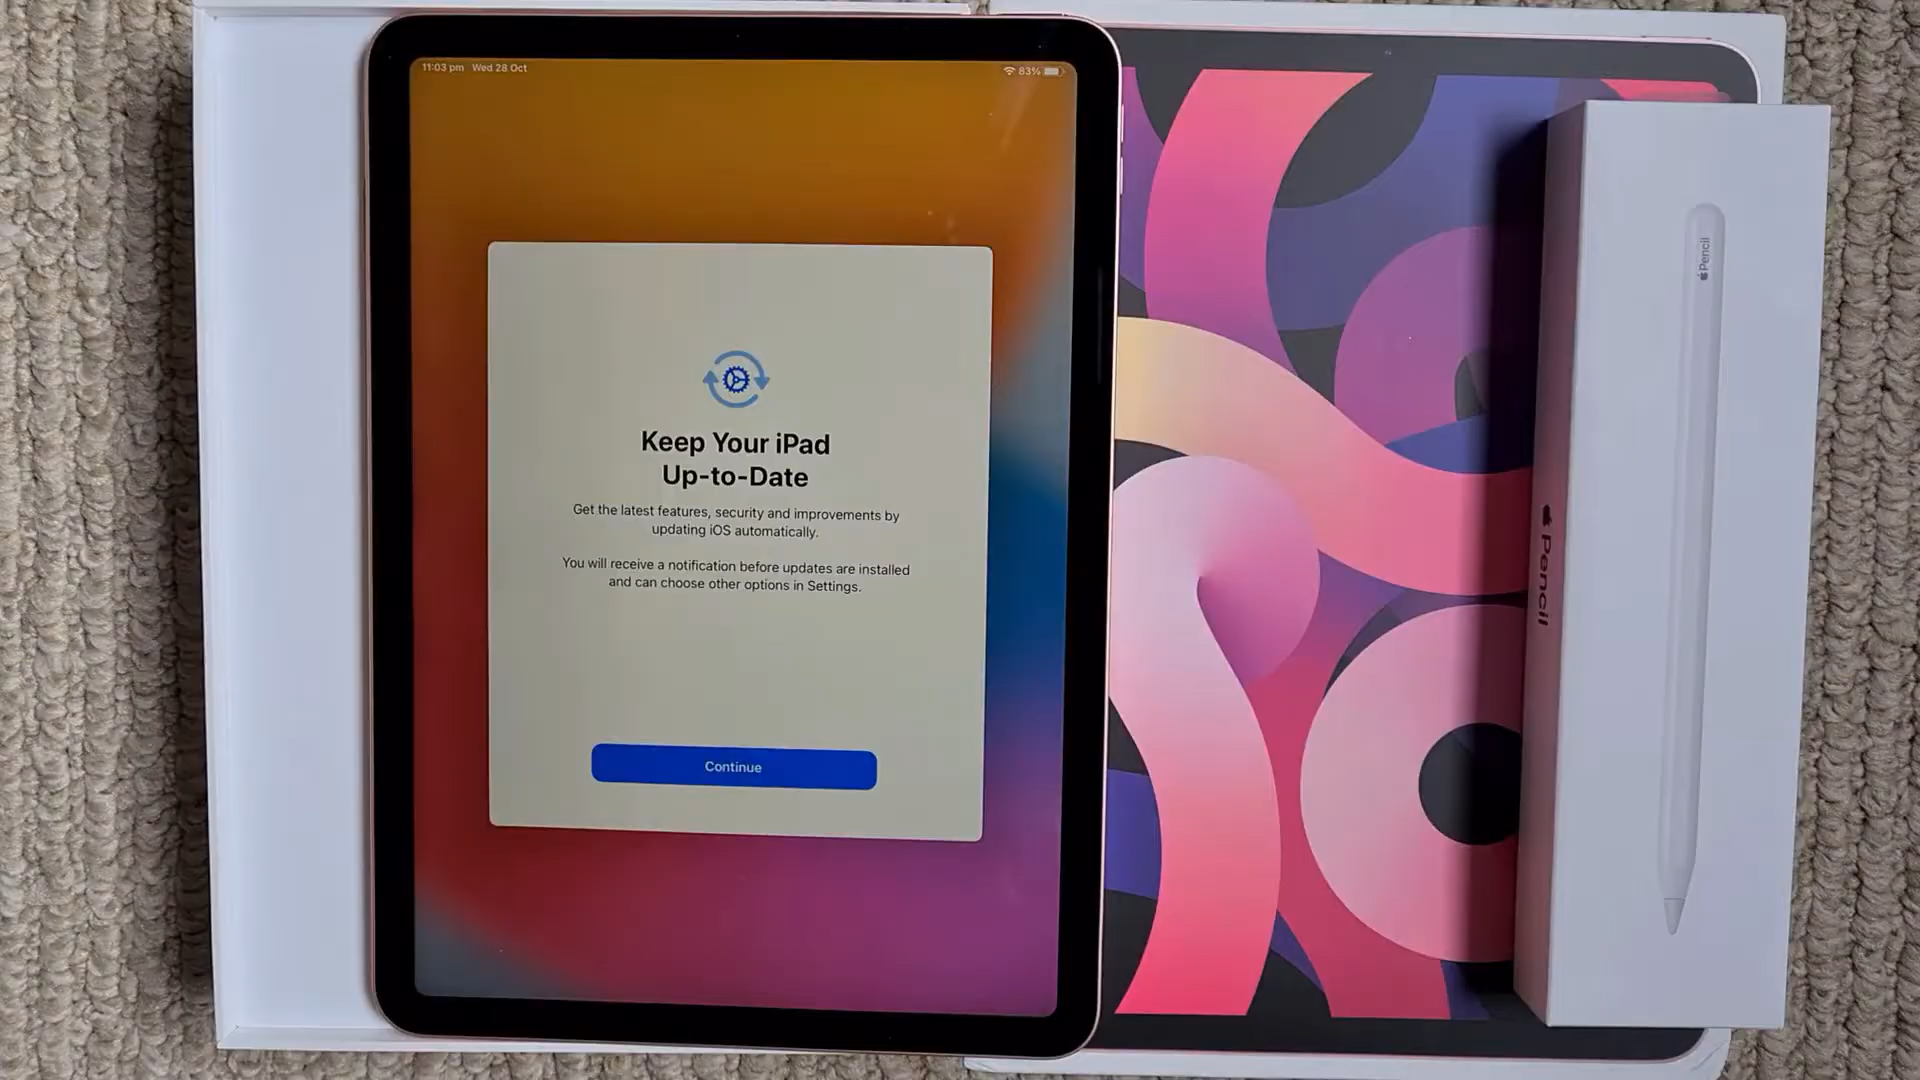 11:03 pm Wed 28 Oct
83%
Keep Your iPad
Up-to-Date
Get the latest features, security and improvements by
updating iOS automatically.
You will receive a notification before updates are installed
and can choose other options in Settings.
Continue
Pencil
Pencil